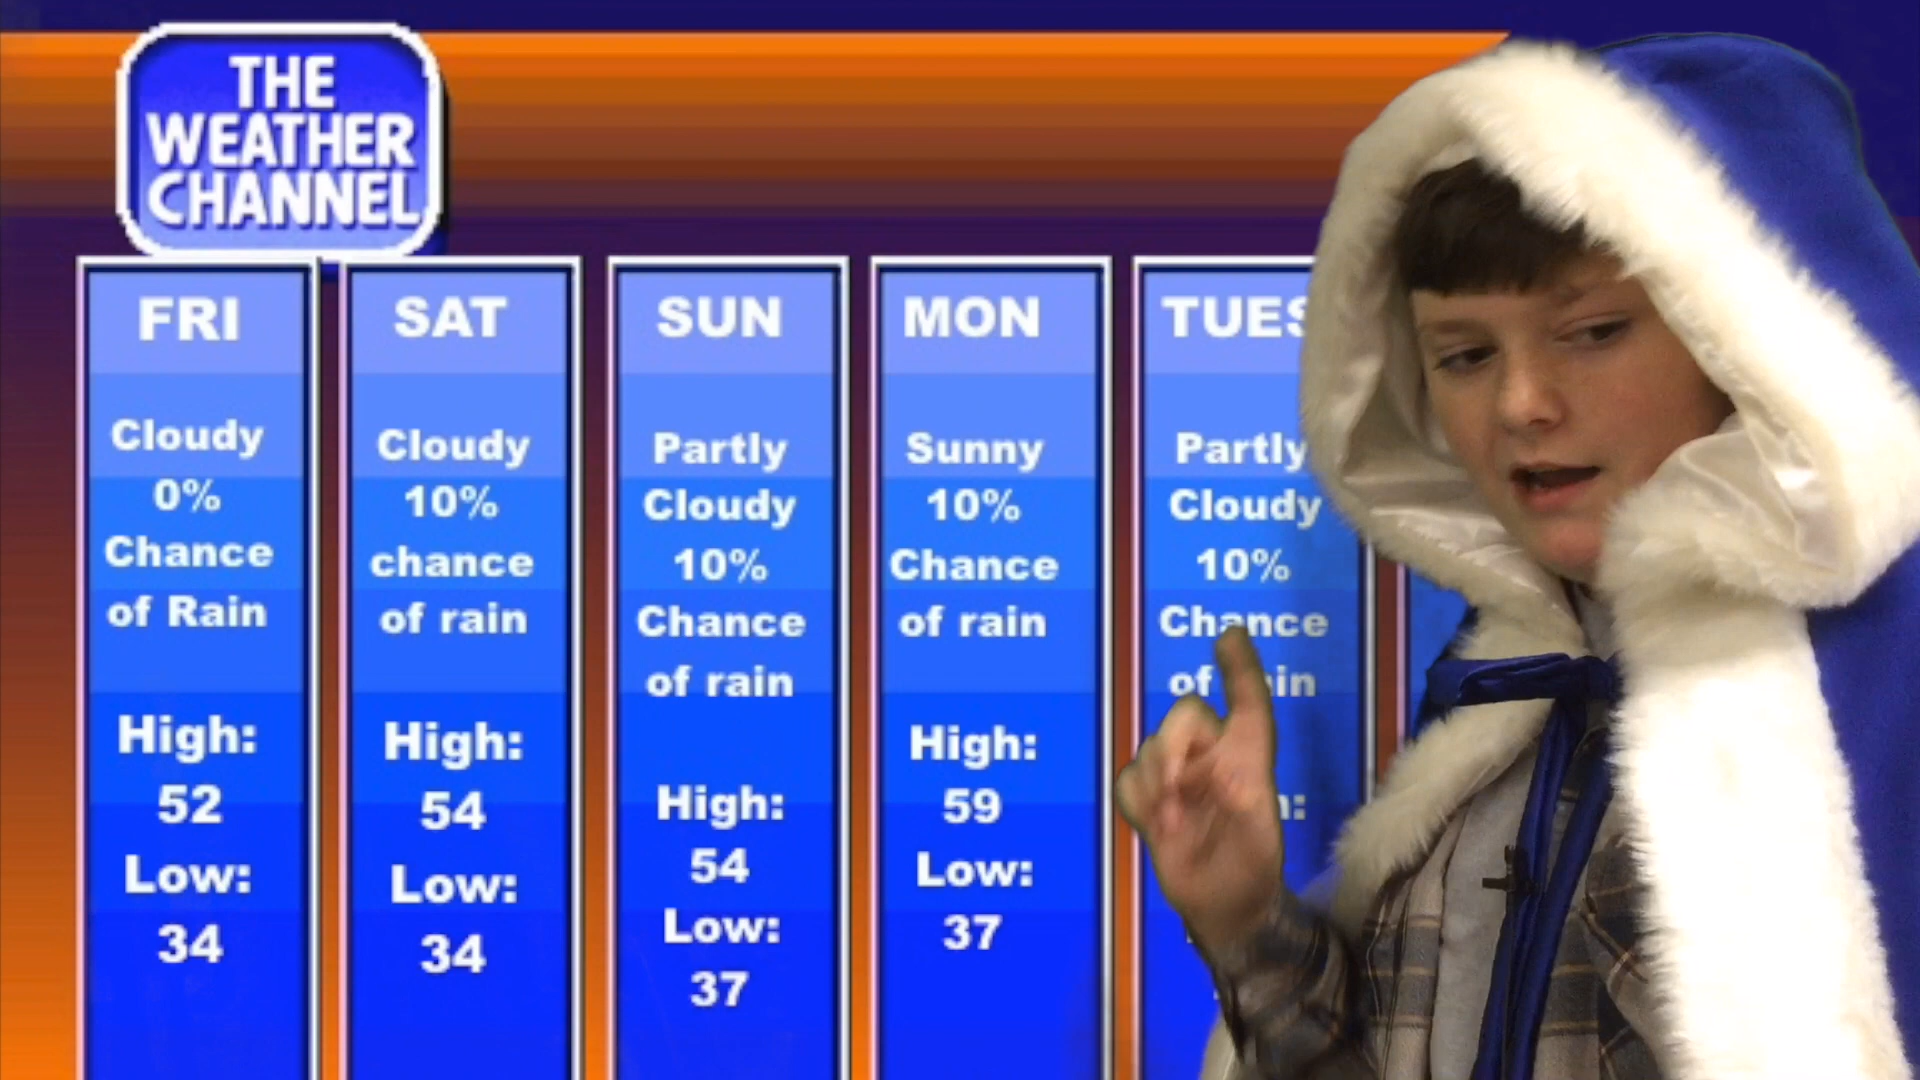 THE
WEATHER
CHANNEL
FRI
Cloudy
0%
Chance
of Rain
High:
52
Low:
34
SAT
Cloudy
10%
chance
of rain
High:
54
Low:
34
SUN
Partly
Cloudy
10%
Chance
of rain
High:
54
Low:
37
MON
Sunny
10%
Chance
of rain
High:
59
Low:
37
TUES
Partly
Cloudy
10%
Chance
of